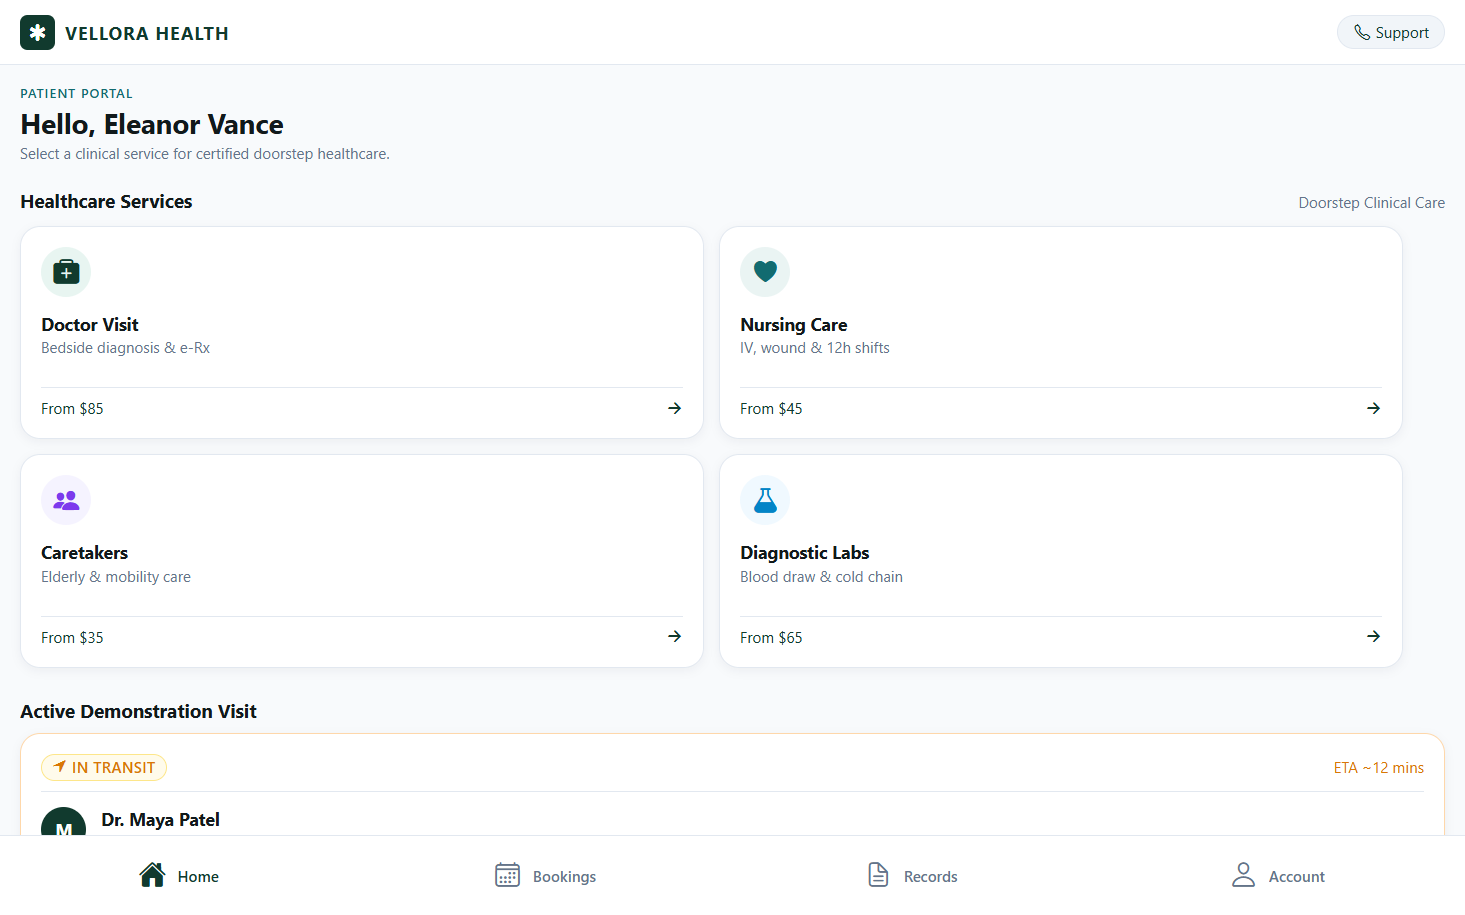 VELLORA HEALTH
Support
PATIENT PORTAL
Hello, Eleanor Vance
Select a clinical service for certified doorstep healthcare.
Healthcare Services
Doorstep Clinical Care
Doctor Visit
Bedside diagnosis & e-Rx
From $85
Nursing Care
IV, wound & 12h shifts
From $45
Caretakers
Elderly & mobility care
From $35
Diagnostic Labs
Blood draw & cold chain
From $65
Active Demonstration Visit
IN TRANSIT
ETA ~12 mins
M
Dr. Maya Patel
Home
Bookings
Records
Account